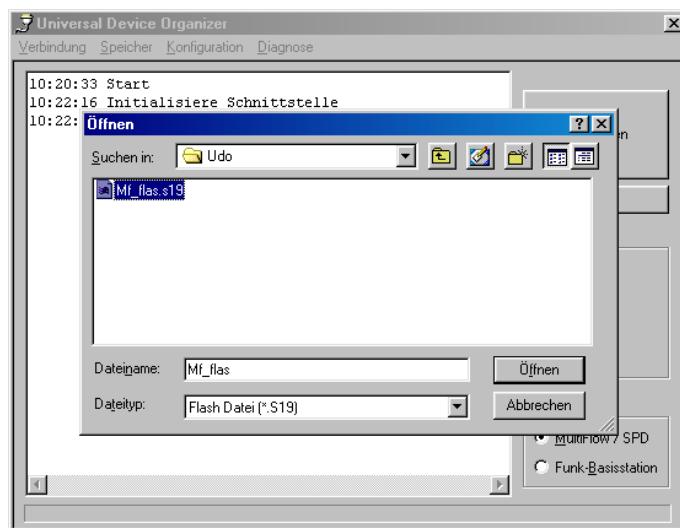 Universal Device Organizer
Verbindung Speicher Konfiguration Diagnose
10:20:33 Start
10:22:16 Initialisiere Schnittstelle
10:22:
Öffnen
Suchen in: Udo
Mf_flas.s19
Dateiname: Mf_flas
Öffnen
Dateityp: Flash Datei (*.S19)
Abbrechen
MultiFlow / SPD
Funk-Basisstation